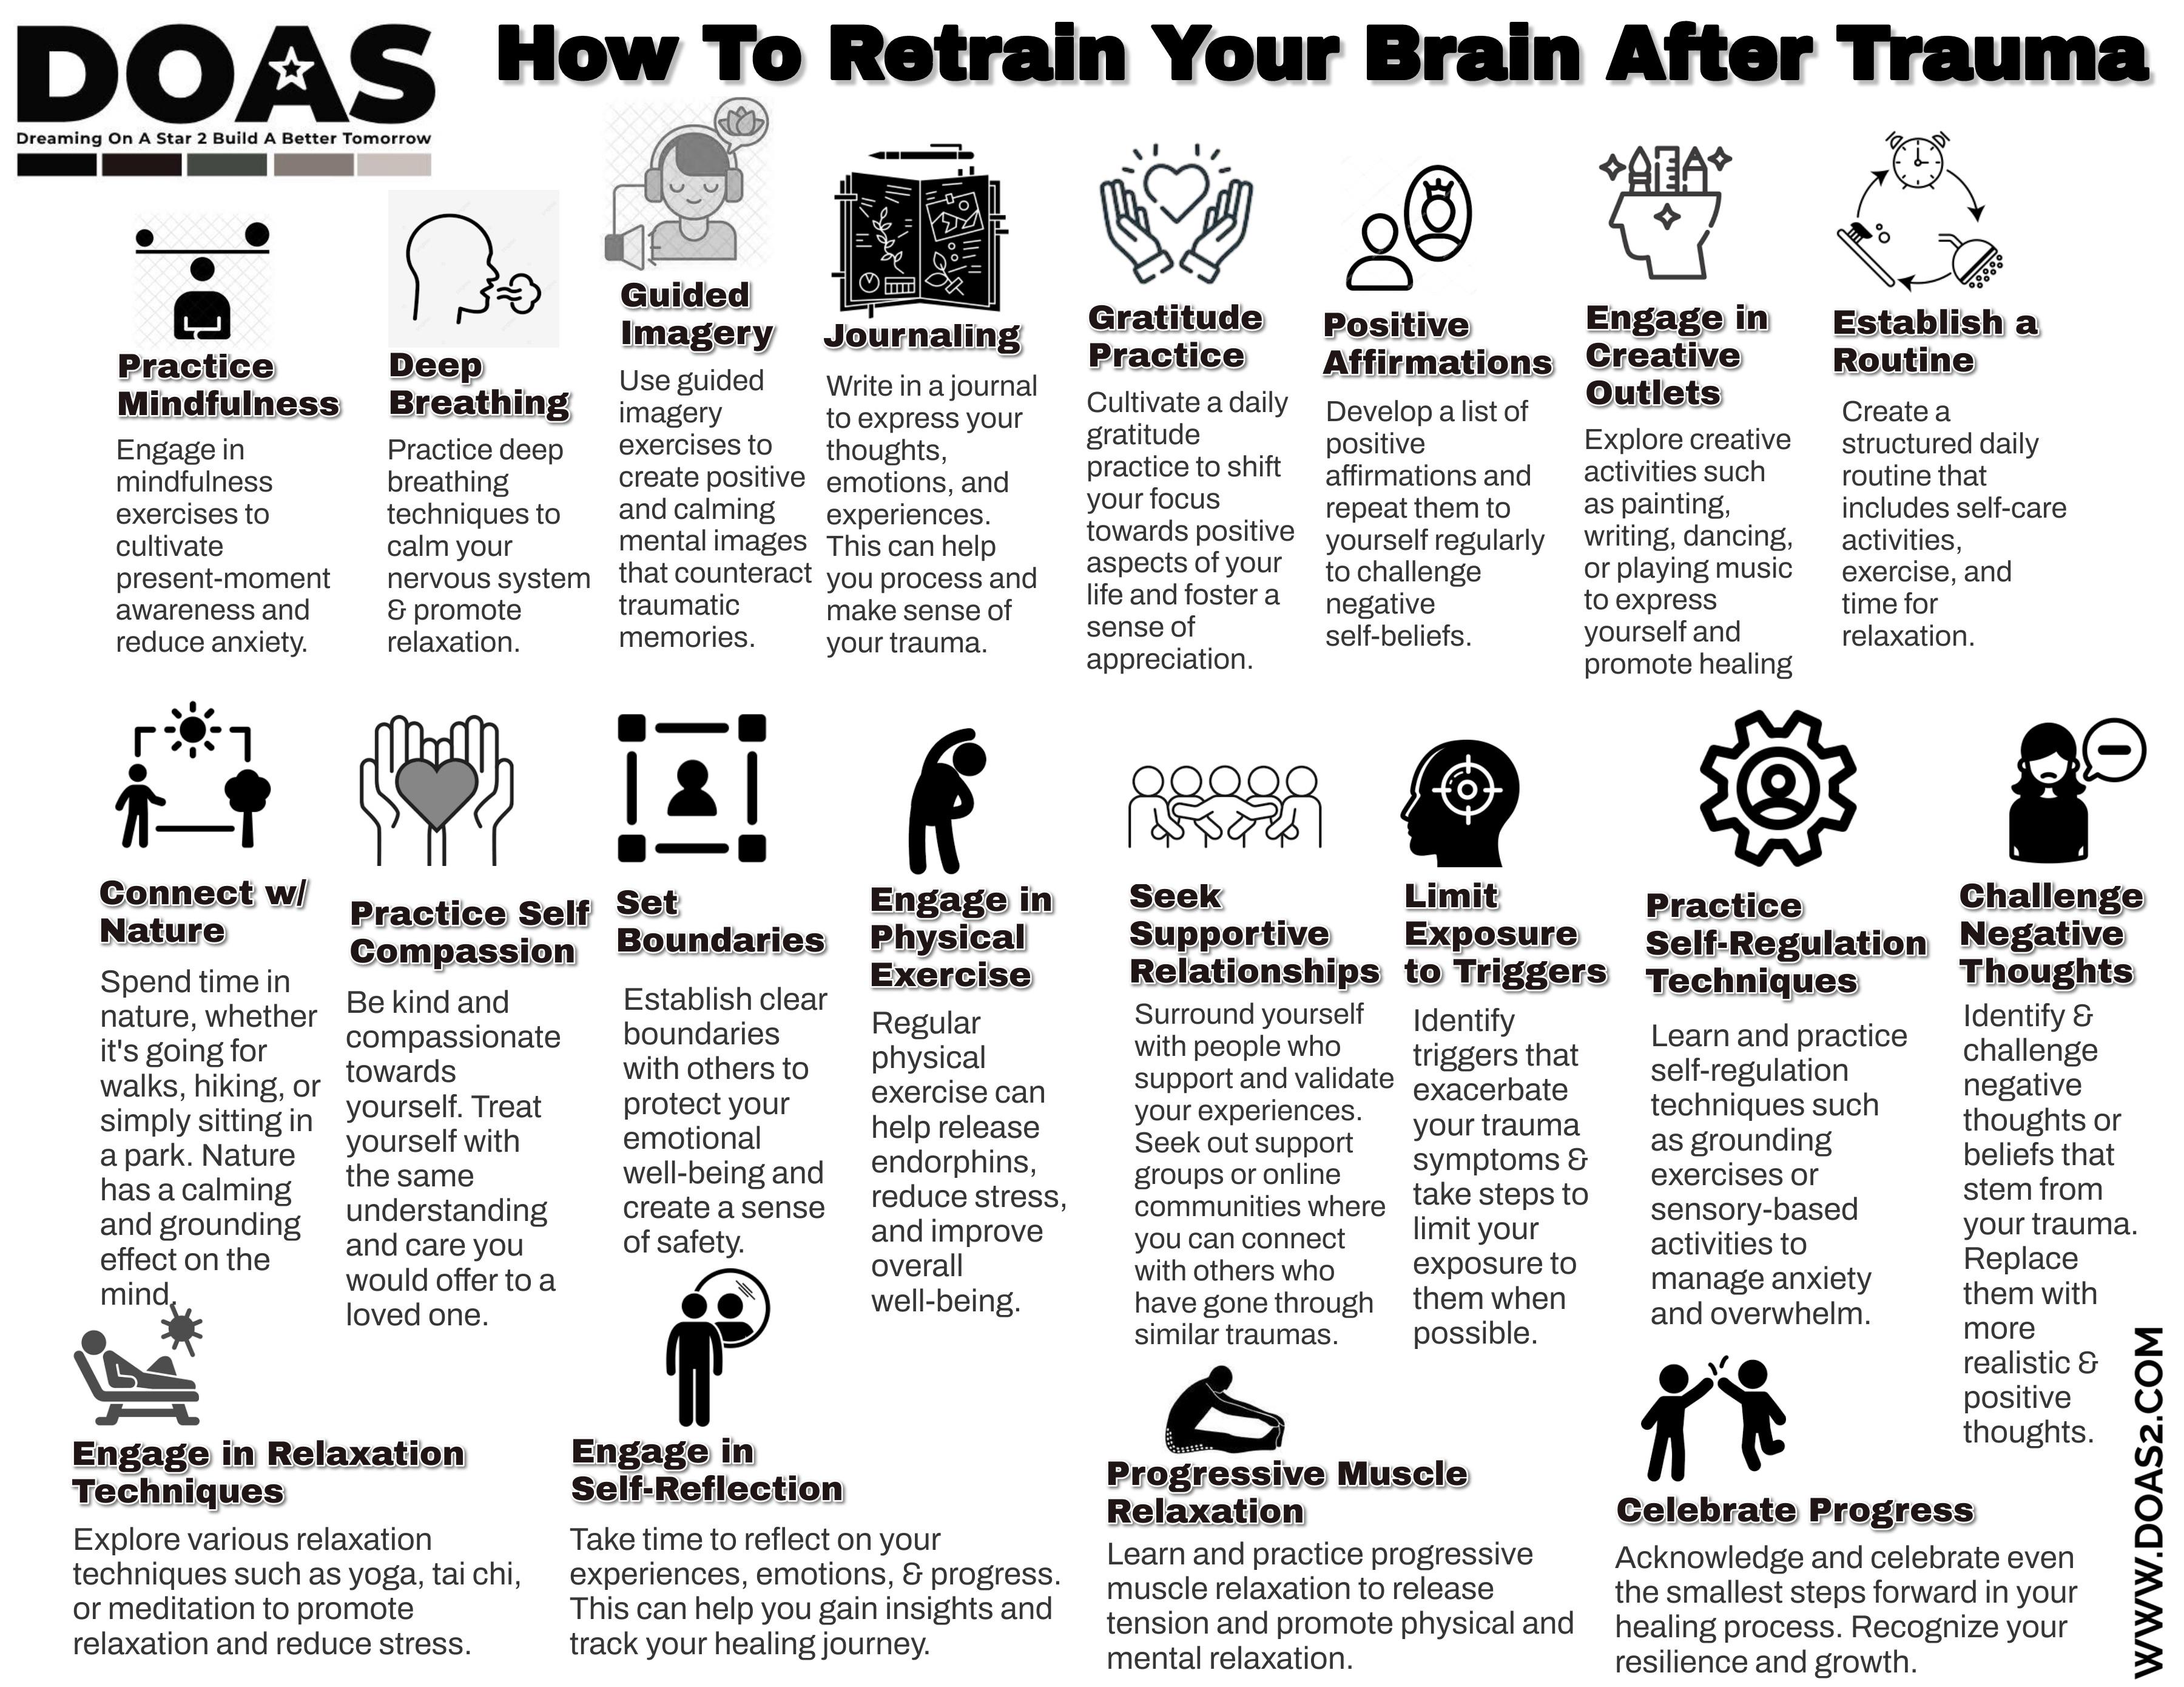 DOAS
Dreaming On A Star 2 Build A Better Tomorrow
How To Retrain Your Brain After Trauma
Practice
Mindfulness
Engage in
mindfulness
exercises to
cultivate
present-moment
awareness and
reduce anxiety.
Deep
Breathing
Practice deep
breathing
techniques to
calm your
nervous system
& promote
relaxation.
Guided
Imagery
Use guided
imagery
exercises to
create positive
and calming
mental images
that counteract
traumatic
memories.
Journaling
Write in a journal
to express your
thoughts,
emotions, and
experiences.
This can help
you process and
make sense of
your trauma.
Gratitude
Practice
Cultivate a daily
gratitude
practice to shift
your focus
towards positive
aspects of your
life and foster a
sense of
appreciation.
Positive
Affirmations
Develop a list of
positive
affirmations and
repeat them to
yourself regularly
to challenge
negative
self-beliefs.
Engage in
Creative
Outlets
Explore creative
activities such
as painting,
writing, dancing,
or playing music
to express
yourself and
promote healing
Establish a
Routine
Create a
structured daily
routine that
includes self-care
activities,
exercise, and
time for
relaxation.
Connect w/
Nature
Spend time in
nature, whether
it's going for
walks, hiking, or
simply sitting in
a park. Nature
has a calming
and grounding
effect on the
mind.
Practice Self
Compassion
Be kind and
compassionate
towards
yourself. Treat
yourself with
the same
understanding
and care you
would offer to a
loved one.
Set
Boundaries
Establish clear
boundaries
with others to
protect your
emotional
well-being and
create a sense
of safety.
Engage in
Physical
Exercise
Regular
physical
exercise can
help release
endorphins,
reduce stress,
and improve
overall
well-being.
Seek
Supportive
Relationships
Surround yourself
with people who
support and validate
your experiences.
Seek out support
groups or online
communities where
you can connect
with others who
have gone through
similar traumas.
Limit
Exposure
to Triggers
Identify
triggers that
exacerbate
your trauma
symptoms &
take steps to
limit your
exposure to
them when
possible.
Practice
Self-Regulation
Techniques
Learn and practice
self-regulation
techniques such
as grounding
exercises or
sensory-based
activities to
manage anxiety
and overwhelm.
Challenge
Negative
Thoughts
Identify &
challenge
negative
thoughts or
beliefs that
stem from
your trauma.
Replace
them with
more
realistic &
positive
thoughts.
Engage in Relaxation
Techniques
Explore various relaxation
techniques such as yoga, tai chi,
or meditation to promote
relaxation and reduce stress.
Engage in
Self-Reflection
Take time to reflect on your
experiences, emotions, & progress.
This can help you gain insights and
track your healing journey.
Progressive Muscle
Relaxation
Learn and practice progressive
muscle relaxation to release
tension and promote physical and
mental relaxation.
Celebrate Progress
Acknowledge and celebrate even
the smallest steps forward in your
healing process. Recognize your
resilience and growth.
WWW.DOAS2.COM